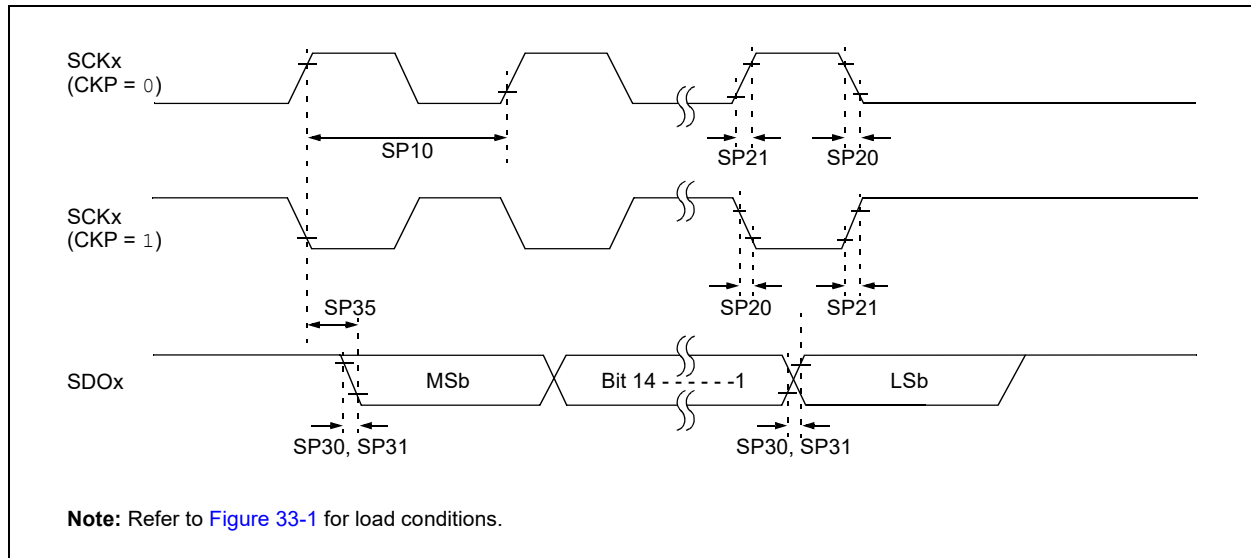 SCKx
(CKP = 0)
SP10
SP21
SP20
SCKx
(CKP = 1)
SP35
SP20
SP21
SDOx
MSb
Bit 14 - - - - - -1
LSb
SP30, SP31
SP30, SP31
Note: Refer to Figure 33-1 for load conditions.